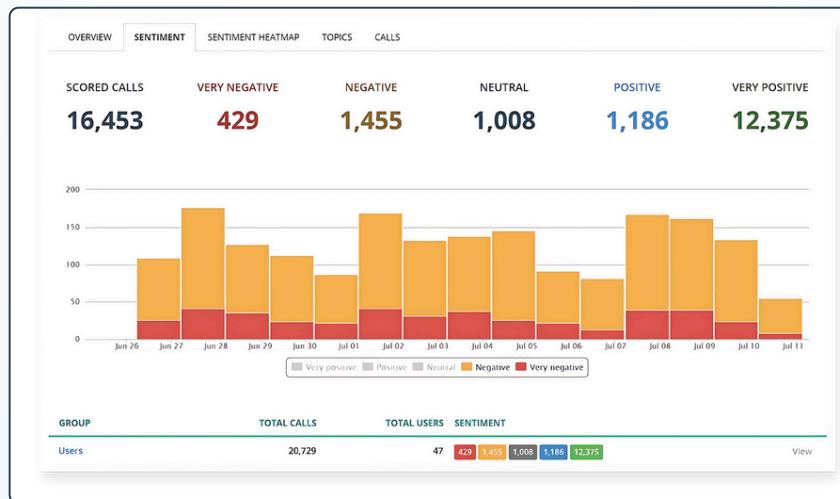 OVERVIEW SENTIMENT SENTIMENT HEATMAP TOPICS CALLS
SCORED CALLS VERY NEGATIVE NEGATIVE NEUTRAL POSITIVE VERY POSITIVE
16,453 429 1,455 1,008 1,186 12,375
200
150
100
50
0
Jun 26 Jun 27 Jun 28 Jun 29 Jun 30 Jul 01 Jul 02 Jul 03 Jul 04 Jul 05 Jul 06 Jul 07 Jul 08 Jul 09 Jul 10 Jul 11
Very positive Positive Neutral Negative Very negative
GROUP TOTAL CALLS TOTAL USERS SENTIMENT
Users 20,729 47 429 1,455 1,008 1,186 12,375 View